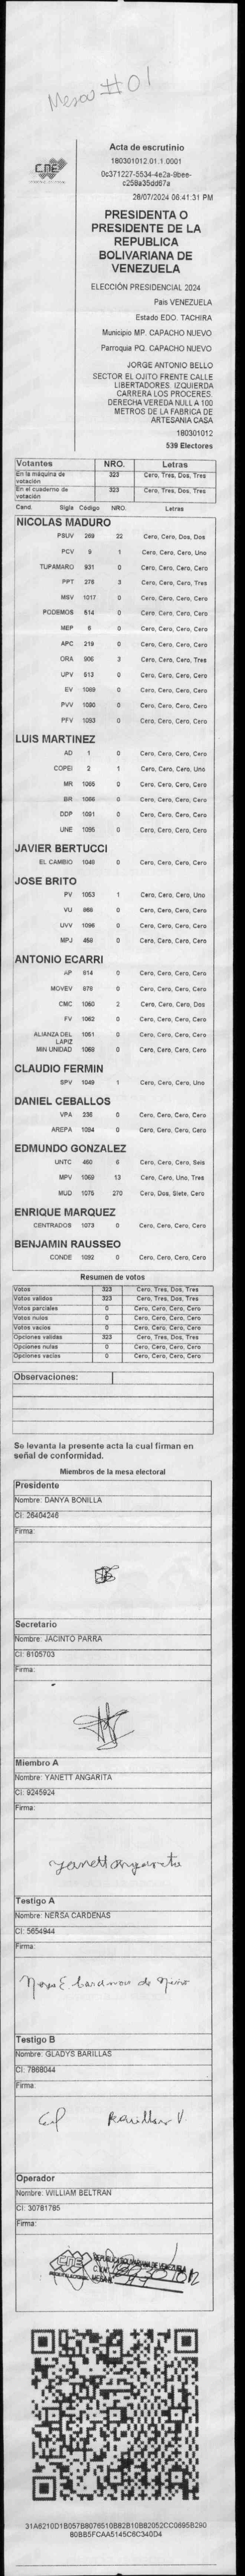 Mesa #01
CNE
Acta de escrutinio
180301012.01.1.0001
0c371227-5534-4e2a-9bee-
c259a35dd67a
28/07/2024 06:41:31 PM
PRESIDENTA O
PRESIDENTE DE LA
REPUBLICA
BOLIVARIANA DE
VENEZUELA
ELECCIÓN PRESIDENCIAL 2024
Pais VENEZUELA
Estado EDO. TACHIRA
Municipio MP. CAPACHO NUEVO
Parroquia PQ. CAPACHO NUEVO
JORGE ANTONIO BELLO
SECTOR EL OJITO FRENTE CALLE
LIBERTADORES. IZQUIERDA
CARRERA LOS PROCERES.
DERECHA VEREDA NULL A 100
METROS DE LA FABRICA DE
ARTESANIA CASA
180301012
539 Electores
Votantes NRO. Letras
En la máquina de votación 323 Cero, Tres, Dos, Tres
En el cuaderno de votación 323 Cero, Tres, Dos, Tres
Cand. Sigla Código NRO. Letras
NICOLAS MADURO
PSUV 269 22 Cero, Cero, Dos, Dos
PCV 9 1 Cero, Cero, Cero, Uno
TUPAMARO 931 0 Cero, Cero, Cero, Cero
PPT 276 3 Cero, Cero, Cero, Tres
MSV 1017 0 Cero, Cero, Cero, Cero
PODEMOS 514 0 Cero, Cero, Cero, Cero
MEP 6 0 Cero, Cero, Cero, Cero
APC 219 0 Cero, Cero, Cero, Cero
ORA 906 3 Cero, Cero, Cero, Tres
UPV 613 0 Cero, Cero, Cero, Cero
EV 1089 0 Cero, Cero, Cero, Cero
PVV 1090 0 Cero, Cero, Cero, Cero
PFV 1093 0 Cero, Cero, Cero, Cero
LUIS MARTINEZ
AD 1 0 Cero, Cero, Cero, Cero
COPEI 2 1 Cero, Cero, Cero, Uno
MR 1065 0 Cero, Cero, Cero, Cero
BR 1066 0 Cero, Cero, Cero, Cero
DDP 1091 0 Cero, Cero, Cero, Cero
UNE 1095 0 Cero, Cero, Cero, Cero
JAVIER BERTUCCI
EL CAMBIO 1048 0 Cero, Cero, Cero, Cero
JOSE BRITO
PV 1053 1 Cero, Cero, Cero, Uno
VU 868 0 Cero, Cero, Cero, Cero
UVV 1096 0 Cero, Cero, Cero, Cero
MPJ 459 0 Cero, Cero, Cero, Cero
ANTONIO ECARRI
AP 614 0 Cero, Cero, Cero, Cero
MOVEV 978 0 Cero, Cero, Cero, Cero
CMC 1060 2 Cero, Cero, Cero, Dos
FV 1062 0 Cero, Cero, Cero, Cero
ALIANZA DEL LAPIZ 1051 0 Cero, Cero, Cero, Cero
MIN UNIDAD 1068 0 Cero, Cero, Cero, Cero
CLAUDIO FERMIN
SPV 1049 1 Cero, Cero, Cero, Uno
DANIEL CEBALLOS
VPA 236 0 Cero, Cero, Cero, Cero
AREPA 1094 0 Cero, Cero, Cero, Cero
EDMUNDO GONZALEZ
UNTC 460 6 Cero, Cero, Cero, Seis
MPV 1069 13 Cero, Cero, Uno, Tres
MUD 1075 270 Cero, Dos, Siete, Cero
ENRIQUE MARQUEZ
CENTRADOS 1073 0 Cero, Cero, Cero, Cero
BENJAMIN RAUSSEO
CONDE 1092 0 Cero, Cero, Cero, Cero
Resumen de votos
Votos 323 Cero, Tres, Dos, Tres
Votos validos 323 Cero, Tres, Dos, Tres
Votos parciales 0 Cero, Cero, Cero, Cero
Votos nulos 0 Cero, Cero, Cero, Cero
Votos vacios 0 Cero, Cero, Cero, Cero
Opciones validas 323 Cero, Tres, Dos, Tres
Opciones nulas 0 Cero, Cero, Cero, Cero
Opciones vacias 0 Cero, Cero, Cero, Cero
Observaciones:
Se levanta la presente acta la cual firman en
señal de conformidad.
Miembros de la mesa electoral
Presidente
Nombre: DANYA BONILLA
CI: 26404246
Firma:
Secretario
Nombre: JACINTO PARRA
CI: 8105703
Firma:
Miembro A
Nombre: YANETT ANGARITA
CI: 9245924
Firma:
Yanett Angarita
Testigo A
Nombre: NERSA CARDENAS
CI: 5654944
Firma:
Testigo B
Nombre: GLADYS BARILLAS
CI: 7868044
Firma:
Barillas V
Operador
Nombre: WILLIAM BELTRAN
CI: 30781785
Firma:
CNE REPUBLICA BOLIVARIANA DE VENEZUELA
31A6210D1B057B8076510B82B10B82052CC0695B290
80BB5FCAA5145C6C340D4